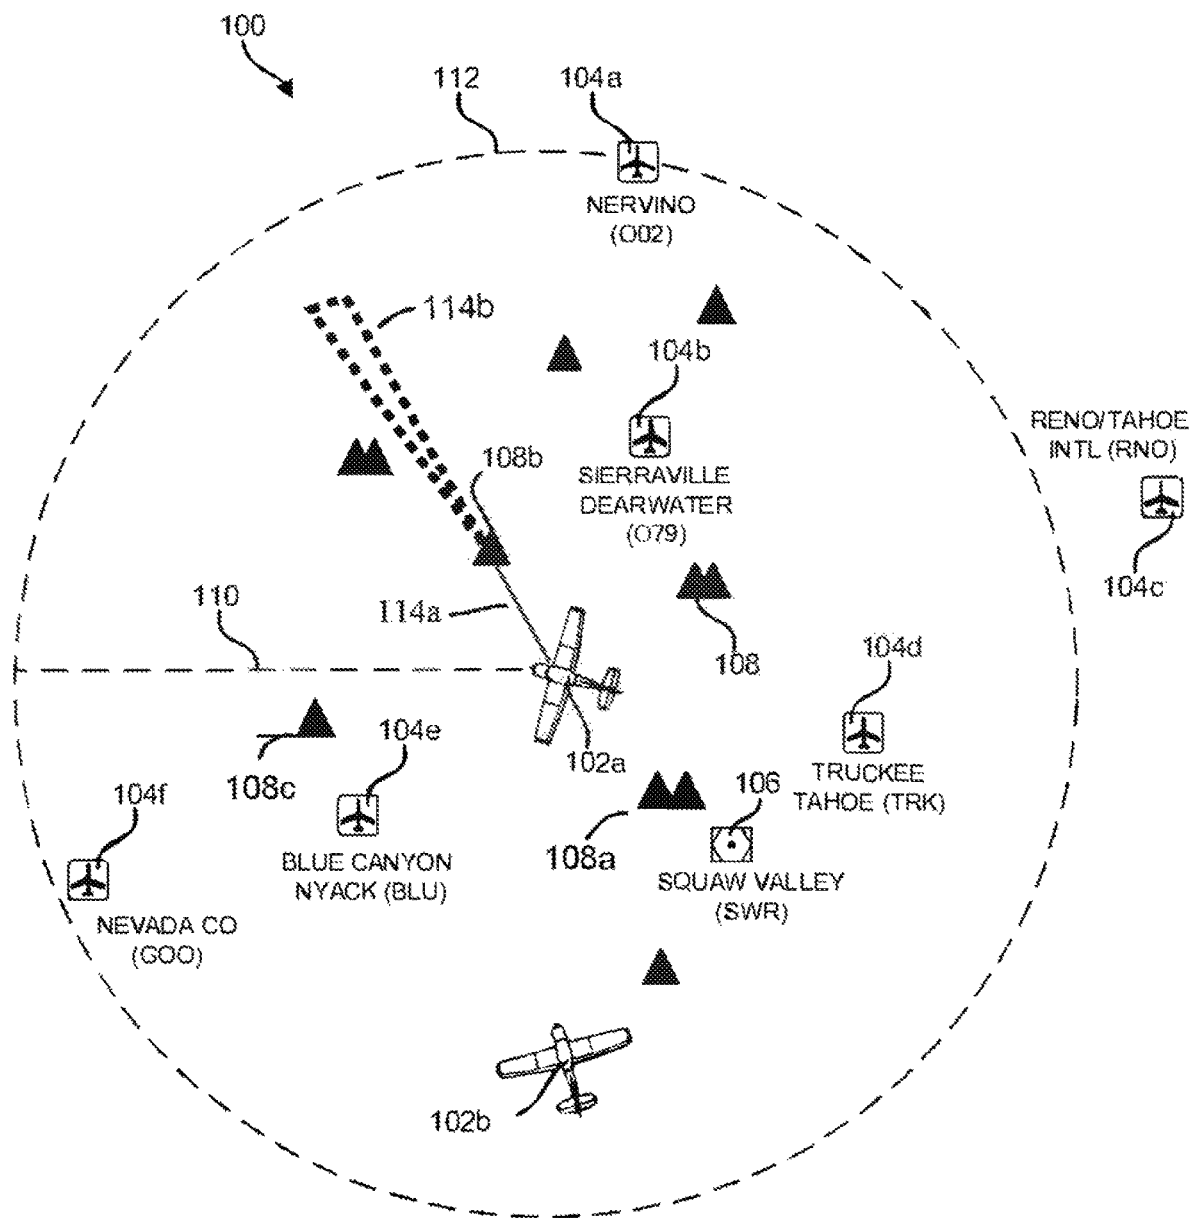 100
112
104a
NERVINO
(O02)
114b
104b
RENO/TAHOE
INTL (RNO)
108b
SIERRAVILLE
DEARWATER
(O79)
104c
110
114a
108
104d
104e
102a
108c
TRUCKEE
TAHOE (TRK)
104f
106
108a
BLUE CANYON
NYACK (BLU)
SQUAW VALLEY
(SWR)
NEVADA CO
(GOO)
102b